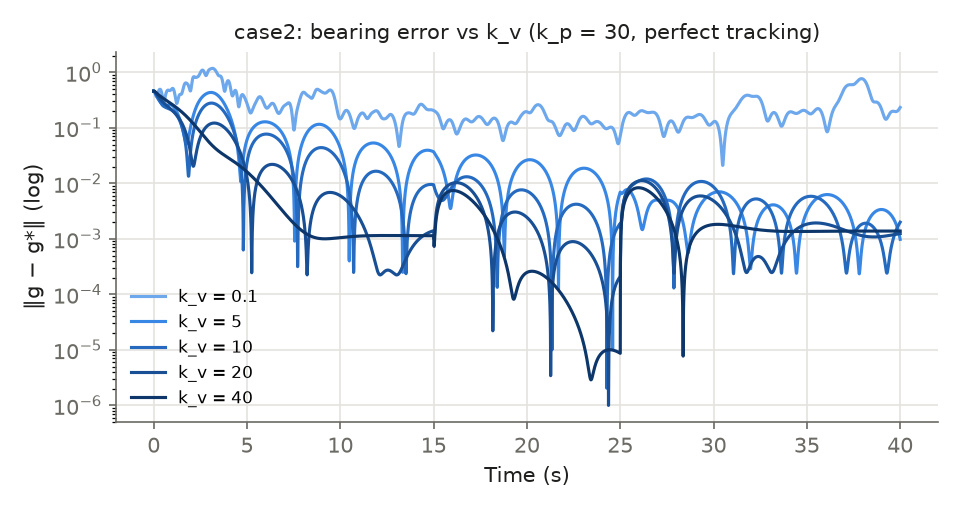 case2: bearing error vs k_v (k_p = 30, perfect tracking)
‖g − g*‖ (log)
10⁰
10⁻¹
10⁻²
10⁻³
10⁻⁴
10⁻⁵
10⁻⁶
k_v = 0.1
k_v = 5
k_v = 10
k_v = 20
k_v = 40
0 5 10 15 20 25 30 35 40
Time (s)